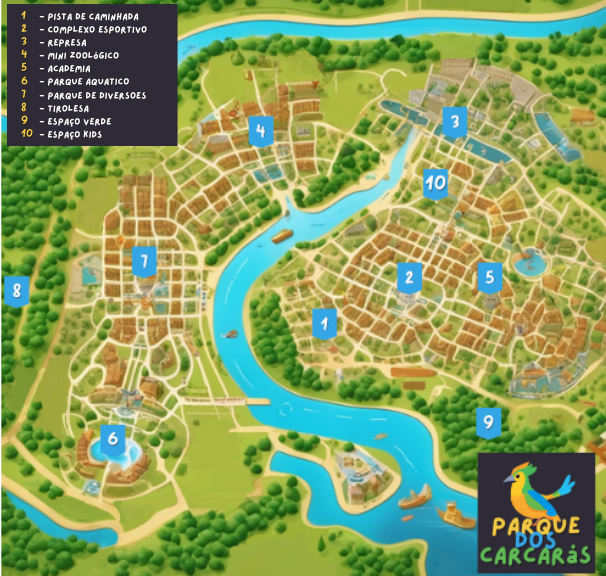 1 - PISTA DE CAMINHADA
2 - COMPLEXO ESPORTIVO
3 - REPRESA
4 - MINI ZOOLÓGICO
5 - ACADEMIA
6 - PARQUE AQUATICO
7 - PARQUE DE DIVERSOES
8 - TIROLESA
9 - ESPAÇO VERDE
10 - ESPAÇO KIDS
4
3
10
7
8
2
5
1
9
6
PARQUE
DOS
CARCARÁS